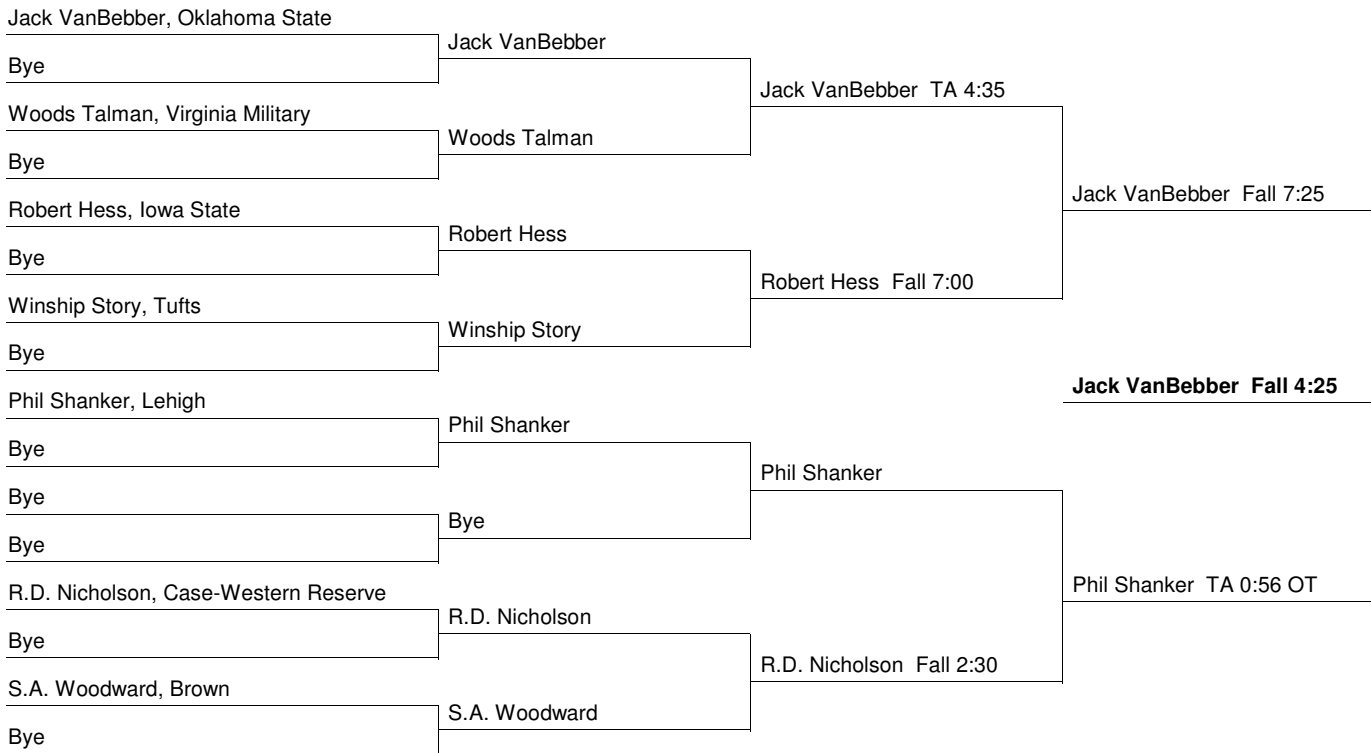 Jack VanBebber, Oklahoma State
Bye
Woods Talman, Virginia Military
Bye
Robert Hess, Iowa State
Bye
Winship Story, Tufts
Bye
Phil Shanker, Lehigh
Bye
Bye
Bye
R.D. Nicholson, Case-Western Reserve
Bye
S.A. Woodward, Brown
Bye
Jack VanBebber
Woods Talman
Robert Hess
Winship Story
Phil Shanker
Bye
R.D. Nicholson
S.A. Woodward
Jack VanBebber  TA 4:35
Robert Hess  Fall 7:00
Phil Shanker
R.D. Nicholson  Fall 2:30
Jack VanBebber  Fall 7:25
Jack VanBebber  Fall 4:25
Phil Shanker  TA 0:56 OT